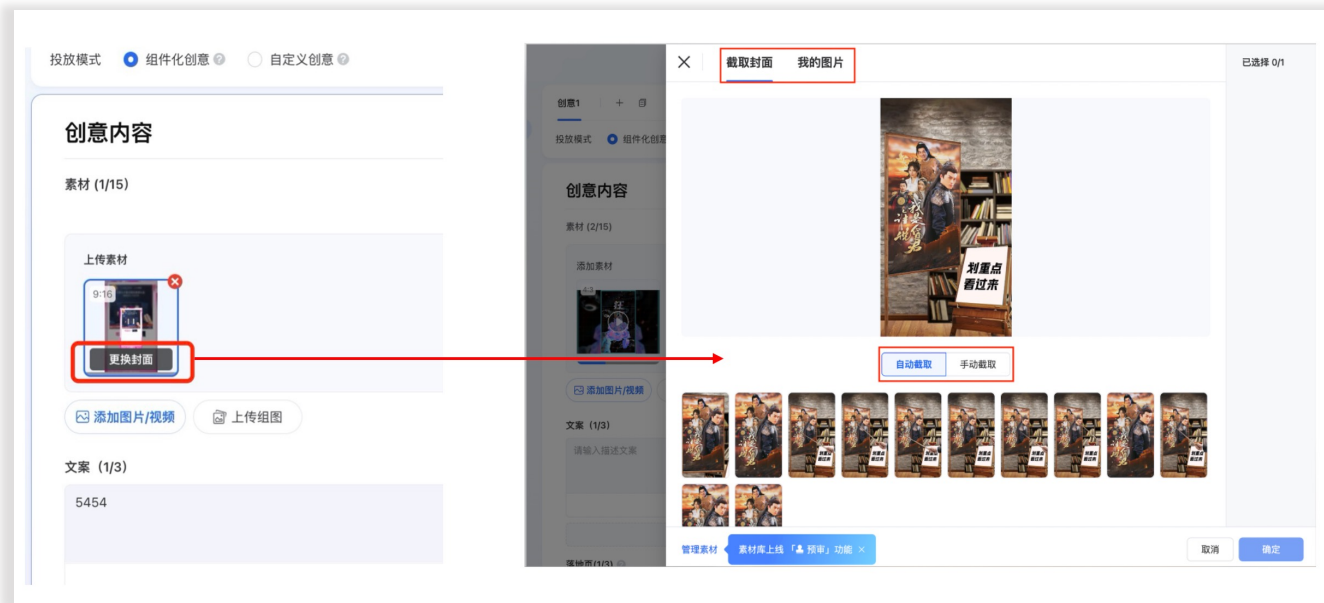 投放模式 组件化创意 自定义创意
创意内容
素材 (1/15)
上传素材
9:16
更换封面
添加图片/视频 上传组图
文案 (1/3)
5454
创意1
投放模式 组件化创意
创意内容
素材 (2/15)
添加素材
添加图片/视频
文案 (1/3)
请输入描述文案
落地页(1/3)
截取封面 我的图片
已选择 0/1
划重点
看过来
自动截取 手动截取
管理素材 素材库上线「预审」功能
取消 确定